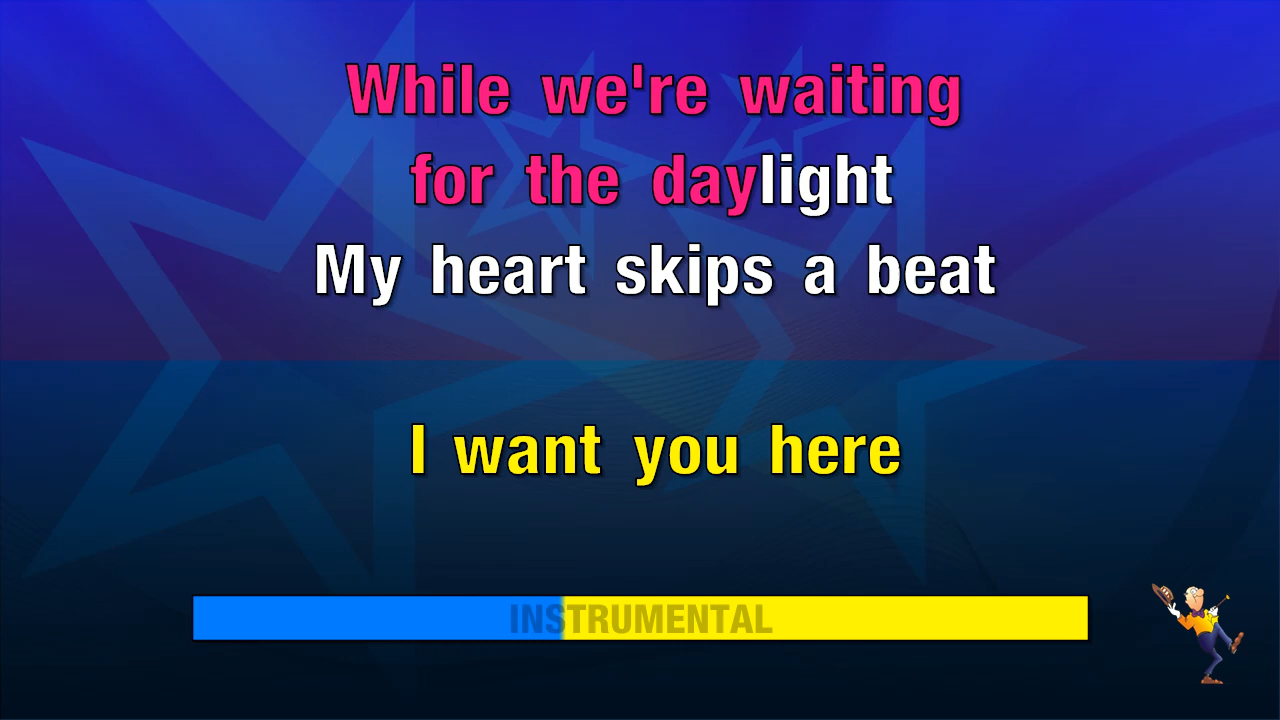 While we're waiting
for the daylight
My heart skips a beat
I want you here
INSTRUMENTAL